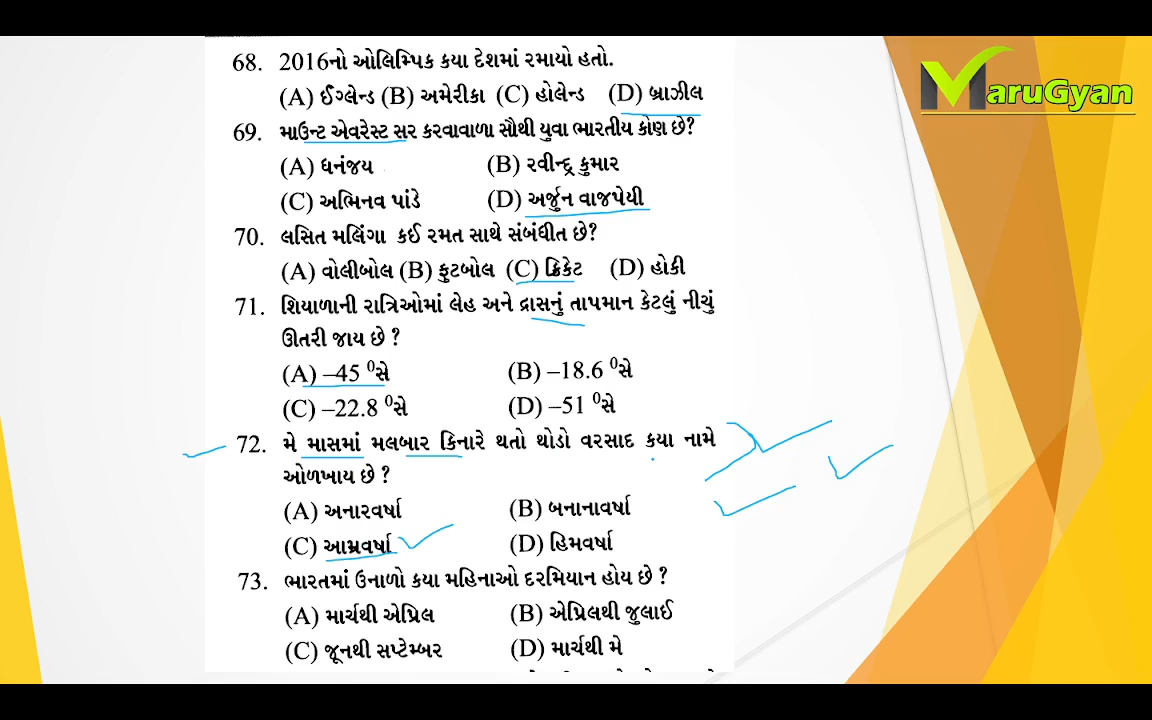 68. 2016નો ઓલિમ્પિક કયા દેશમાં રમાયો હતો.
(A) ઈંગ્લેન્ડ (B) અમેરીકા (C) હોલેન્ડ (D) બ્રાઝીલ
69. માઉન્ટ એવરેસ્ટ સર કરવાવાળા સૌથી યુવા ભારતીય કોણ છે?
(A) ધનંજય (B) રવીન્દ્ર કુમાર
(C) અભિનવ પાંડે (D) અર્જુન વાજપેયી
70. લસિત મલિંગા કઈ રમત સાથે સંબંધીત છે?
(A) વોલીબોલ (B) ફુટબોલ (C) ક્રિકેટ (D) હોકી
71. શિયાળાની રાત્રિઓમાં લેહ અને દ્રાસનું તાપમાન કેટલું નીચું
ઊતરી જાય છે ?
(A) –45 ⁰સે (B) –18.6 ⁰સે
(C) –22.8 ⁰સે (D) –51 ⁰સે
72. મે માસમાં મલબાર કિનારે થતો થોડો વરસાદ કયા નામે
ઓળખાય છે ?
(A) અનારવર્ષા (B) બનાનાવર્ષા
(C) આમ્રવર્ષા (D) હિમવર્ષા
73. ભારતમાં ઉનાળો કયા મહિનાઓ દરમિયાન હોય છે ?
(A) માર્ચથી એપ્રિલ (B) એપ્રિલથી જુલાઈ
(C) જૂનથી સપ્ટેમ્બર (D) માર્ચથી મે
MaruGyan